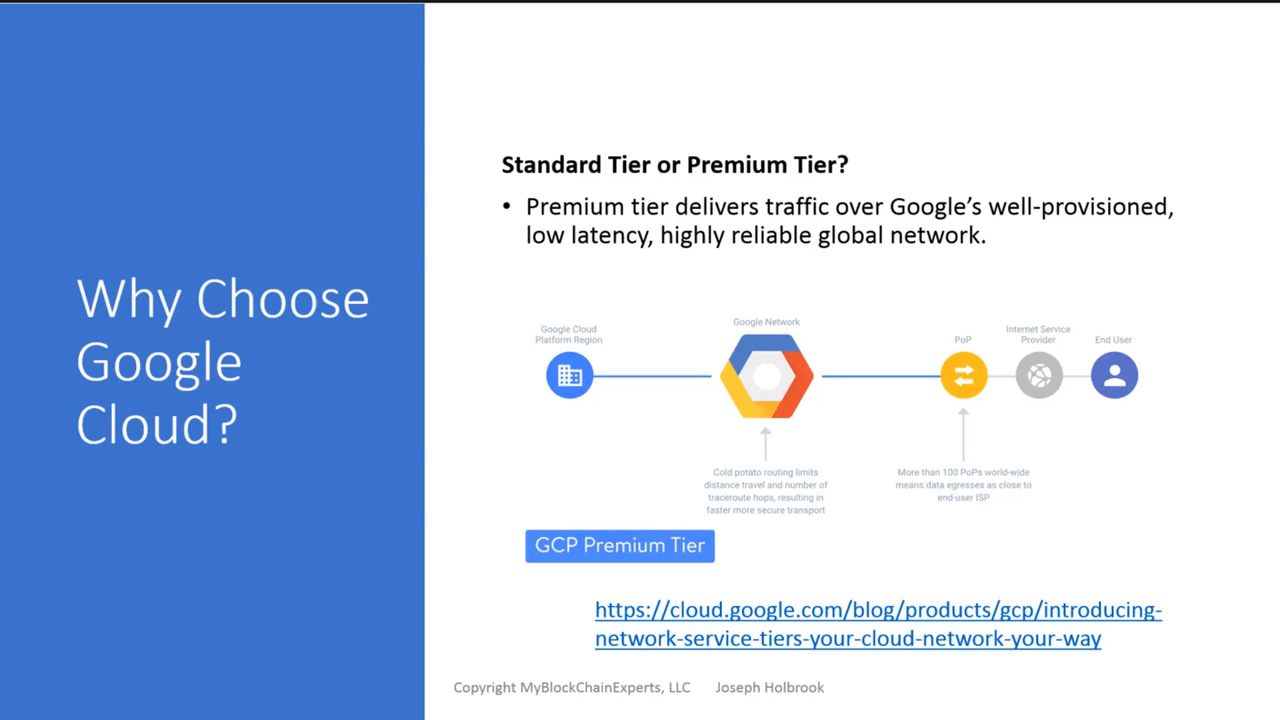 Why Choose
Google
Cloud?
Standard Tier or Premium Tier?
• Premium tier delivers traffic over Google’s well-provisioned,
low latency, highly reliable global network.
Google Cloud
Platform Region
Google Network
PoP
Internet Service
Provider
End User
Cold potato routing limits
distance travel and number of
traceroute hops, resulting in
faster more secure transport
More than 100 PoPs world-wide
means data egresses as close to
end-user ISP
GCP Premium Tier
https://cloud.google.com/blog/products/gcp/introducing-
network-service-tiers-your-cloud-network-your-way
Copyright MyBlockChainExperts, LLC Joseph Holbrook